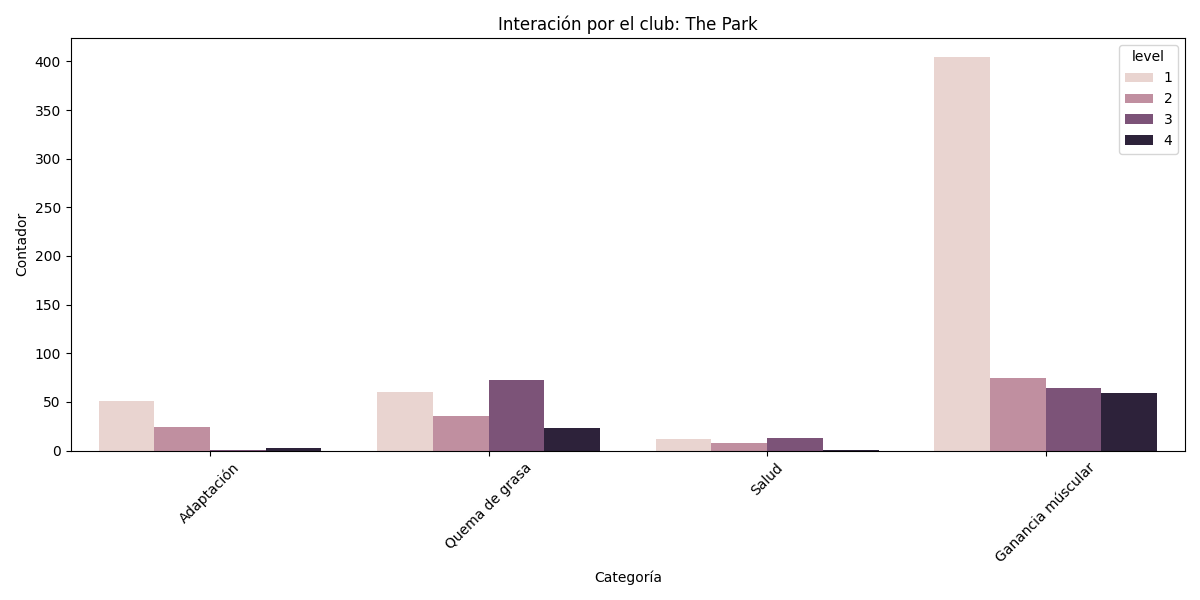 Interación por el club: The Park
level
1
2
3
4
400
350
300
250
200
150
100
50
0
Contador
Adaptación
Quema de grasa
Salud
Ganancia múscular
Categoría